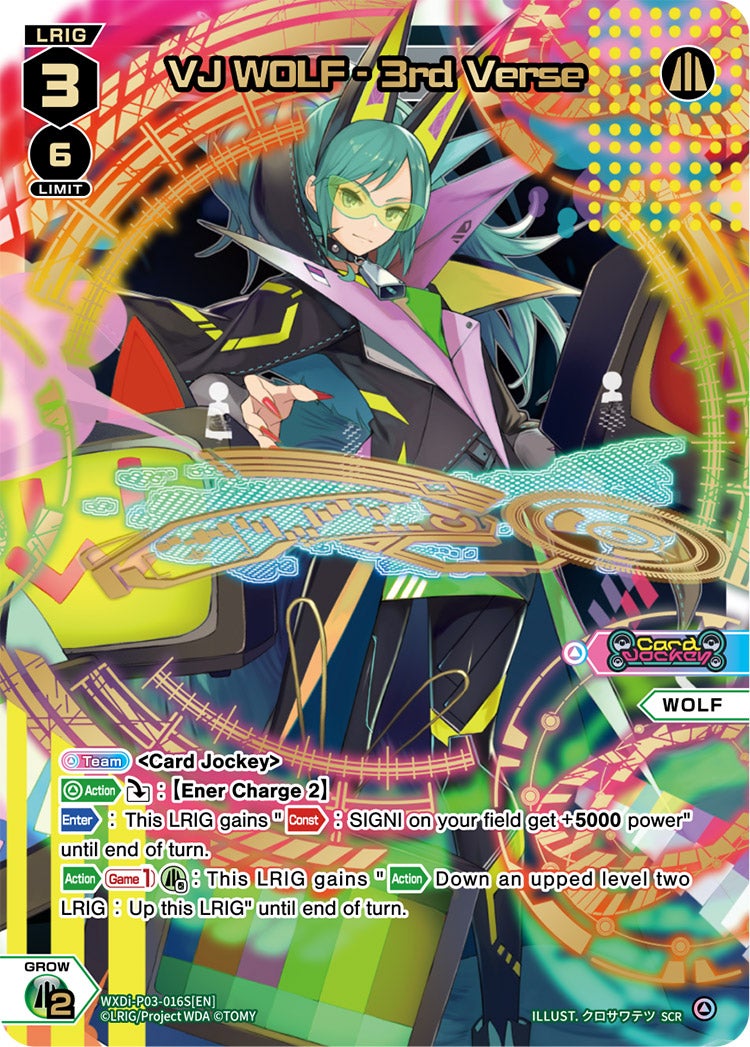 LRIG
3
VJ WOLF - 3rd Verse
6
LIMIT
Card
Jockey
WOLF
Team <Card Jockey>
Action : 【Ener Charge 2】
Enter : This LRIG gains " Const : SIGNI on your field get +5000 power"
until end of turn.
Action Game 1 0 : This LRIG gains " Action Down an upped level two
LRIG : Up this LRIG" until end of turn.
GROW
2
WXDi-P03-016S[EN]
©LRIG/Project WDA ©TOMY
ILLUST. クロサワテツ SCR